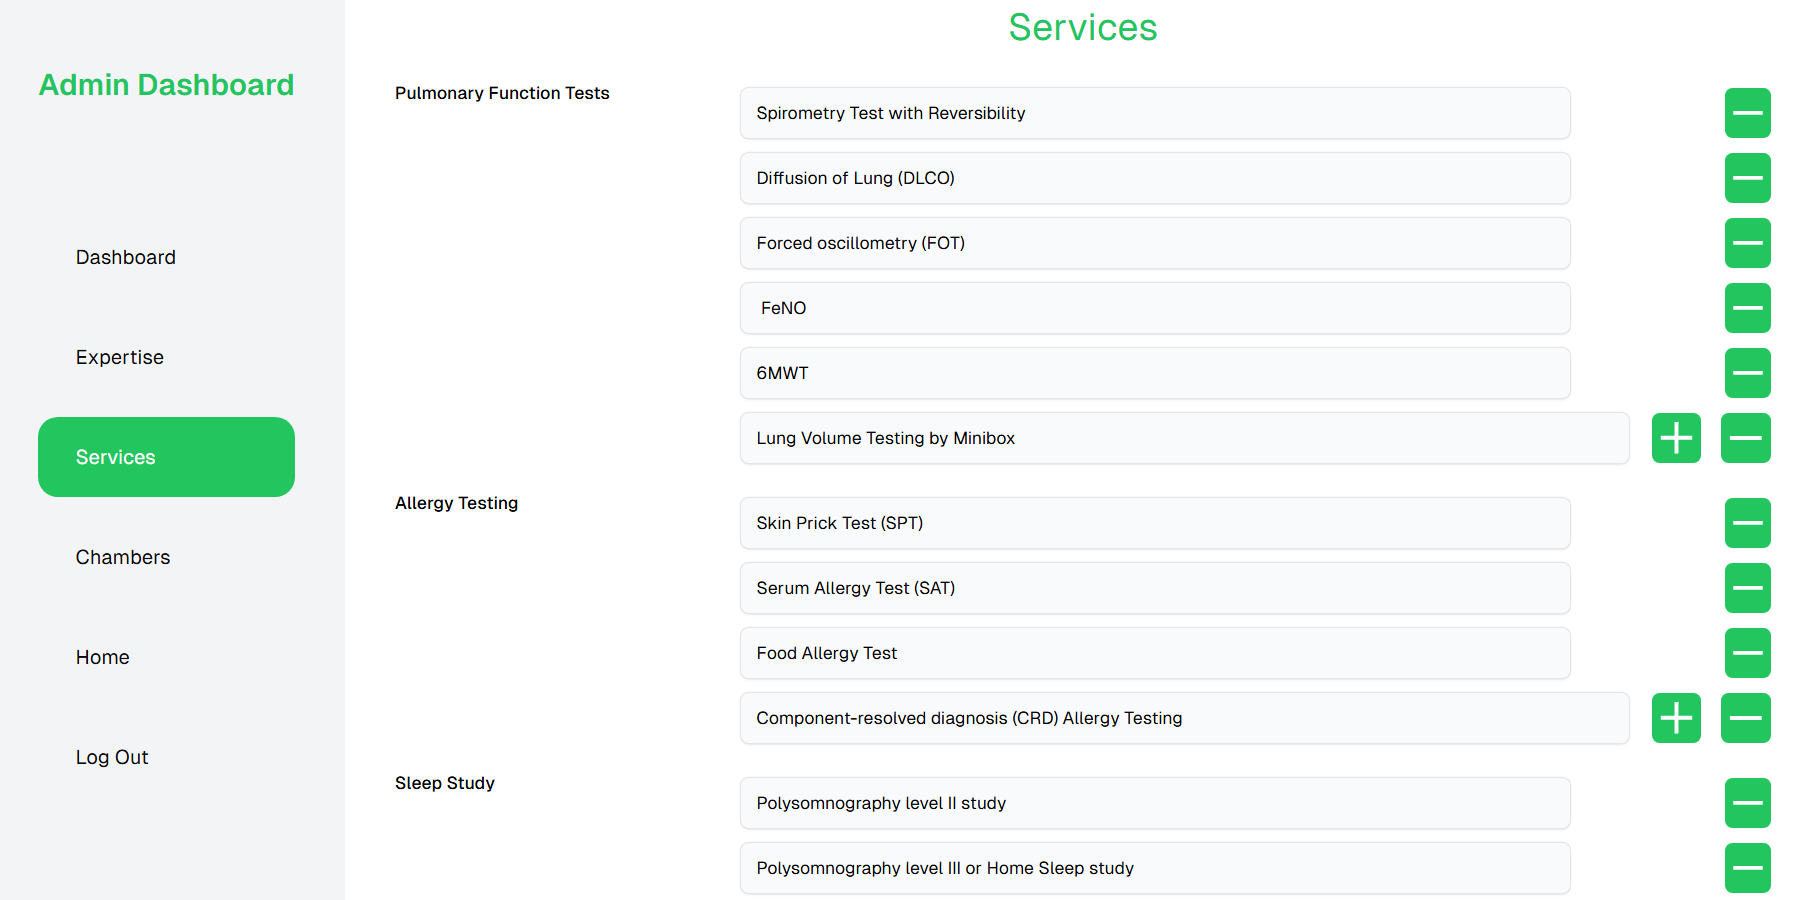 Services
Admin Dashboard
Dashboard
Expertise
Services
Chambers
Home
Log Out
Pulmonary Function Tests
Spirometry Test with Reversibility
Diffusion of Lung (DLCO)
Forced oscillometry (FOT)
FeNO
6MWT
Lung Volume Testing by Minibox
Allergy Testing
Skin Prick Test (SPT)
Serum Allergy Test (SAT)
Food Allergy Test
Component-resolved diagnosis (CRD) Allergy Testing
Sleep Study
Polysomnography level II study
Polysomnography level III or Home Sleep study